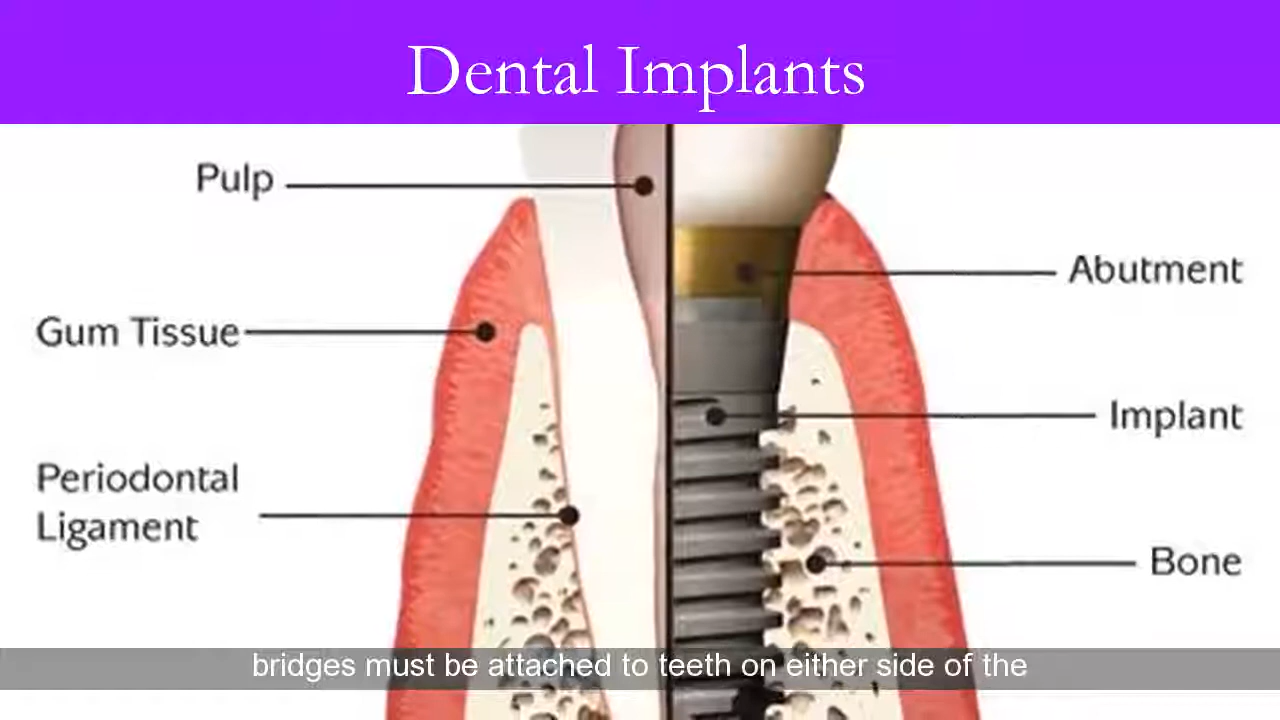 Dental Implants
Pulp
Abutment
Gum Tissue
Implant
Periodontal
Ligament
Bone
bridges must be attached to teeth on either side of the